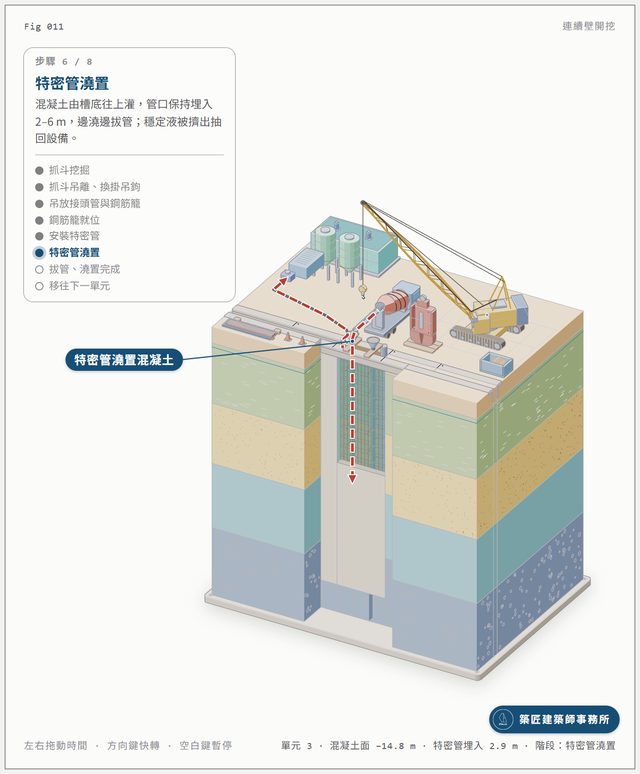 Fig 011
連續壁開挖
步驟 6 / 8
特密管澆置
混凝土由槽底往上灌，管口保持埋入
2–6 m，邊澆邊拔管；穩定液被擠出抽
回設備。
抓斗挖掘
抓斗吊離、換掛吊鉤
吊放接頭管與鋼筋籠
鋼筋籠就位
安裝特密管
特密管澆置
拔管、澆置完成
移往下一單元
特密管澆置混凝土
築匠建築師事務所
左右拖動時間 · 方向鍵快轉 · 空白鍵暫停
單元 3 · 混凝土面 −14.8 m · 特密管埋入 2.9 m · 階段：特密管澆置